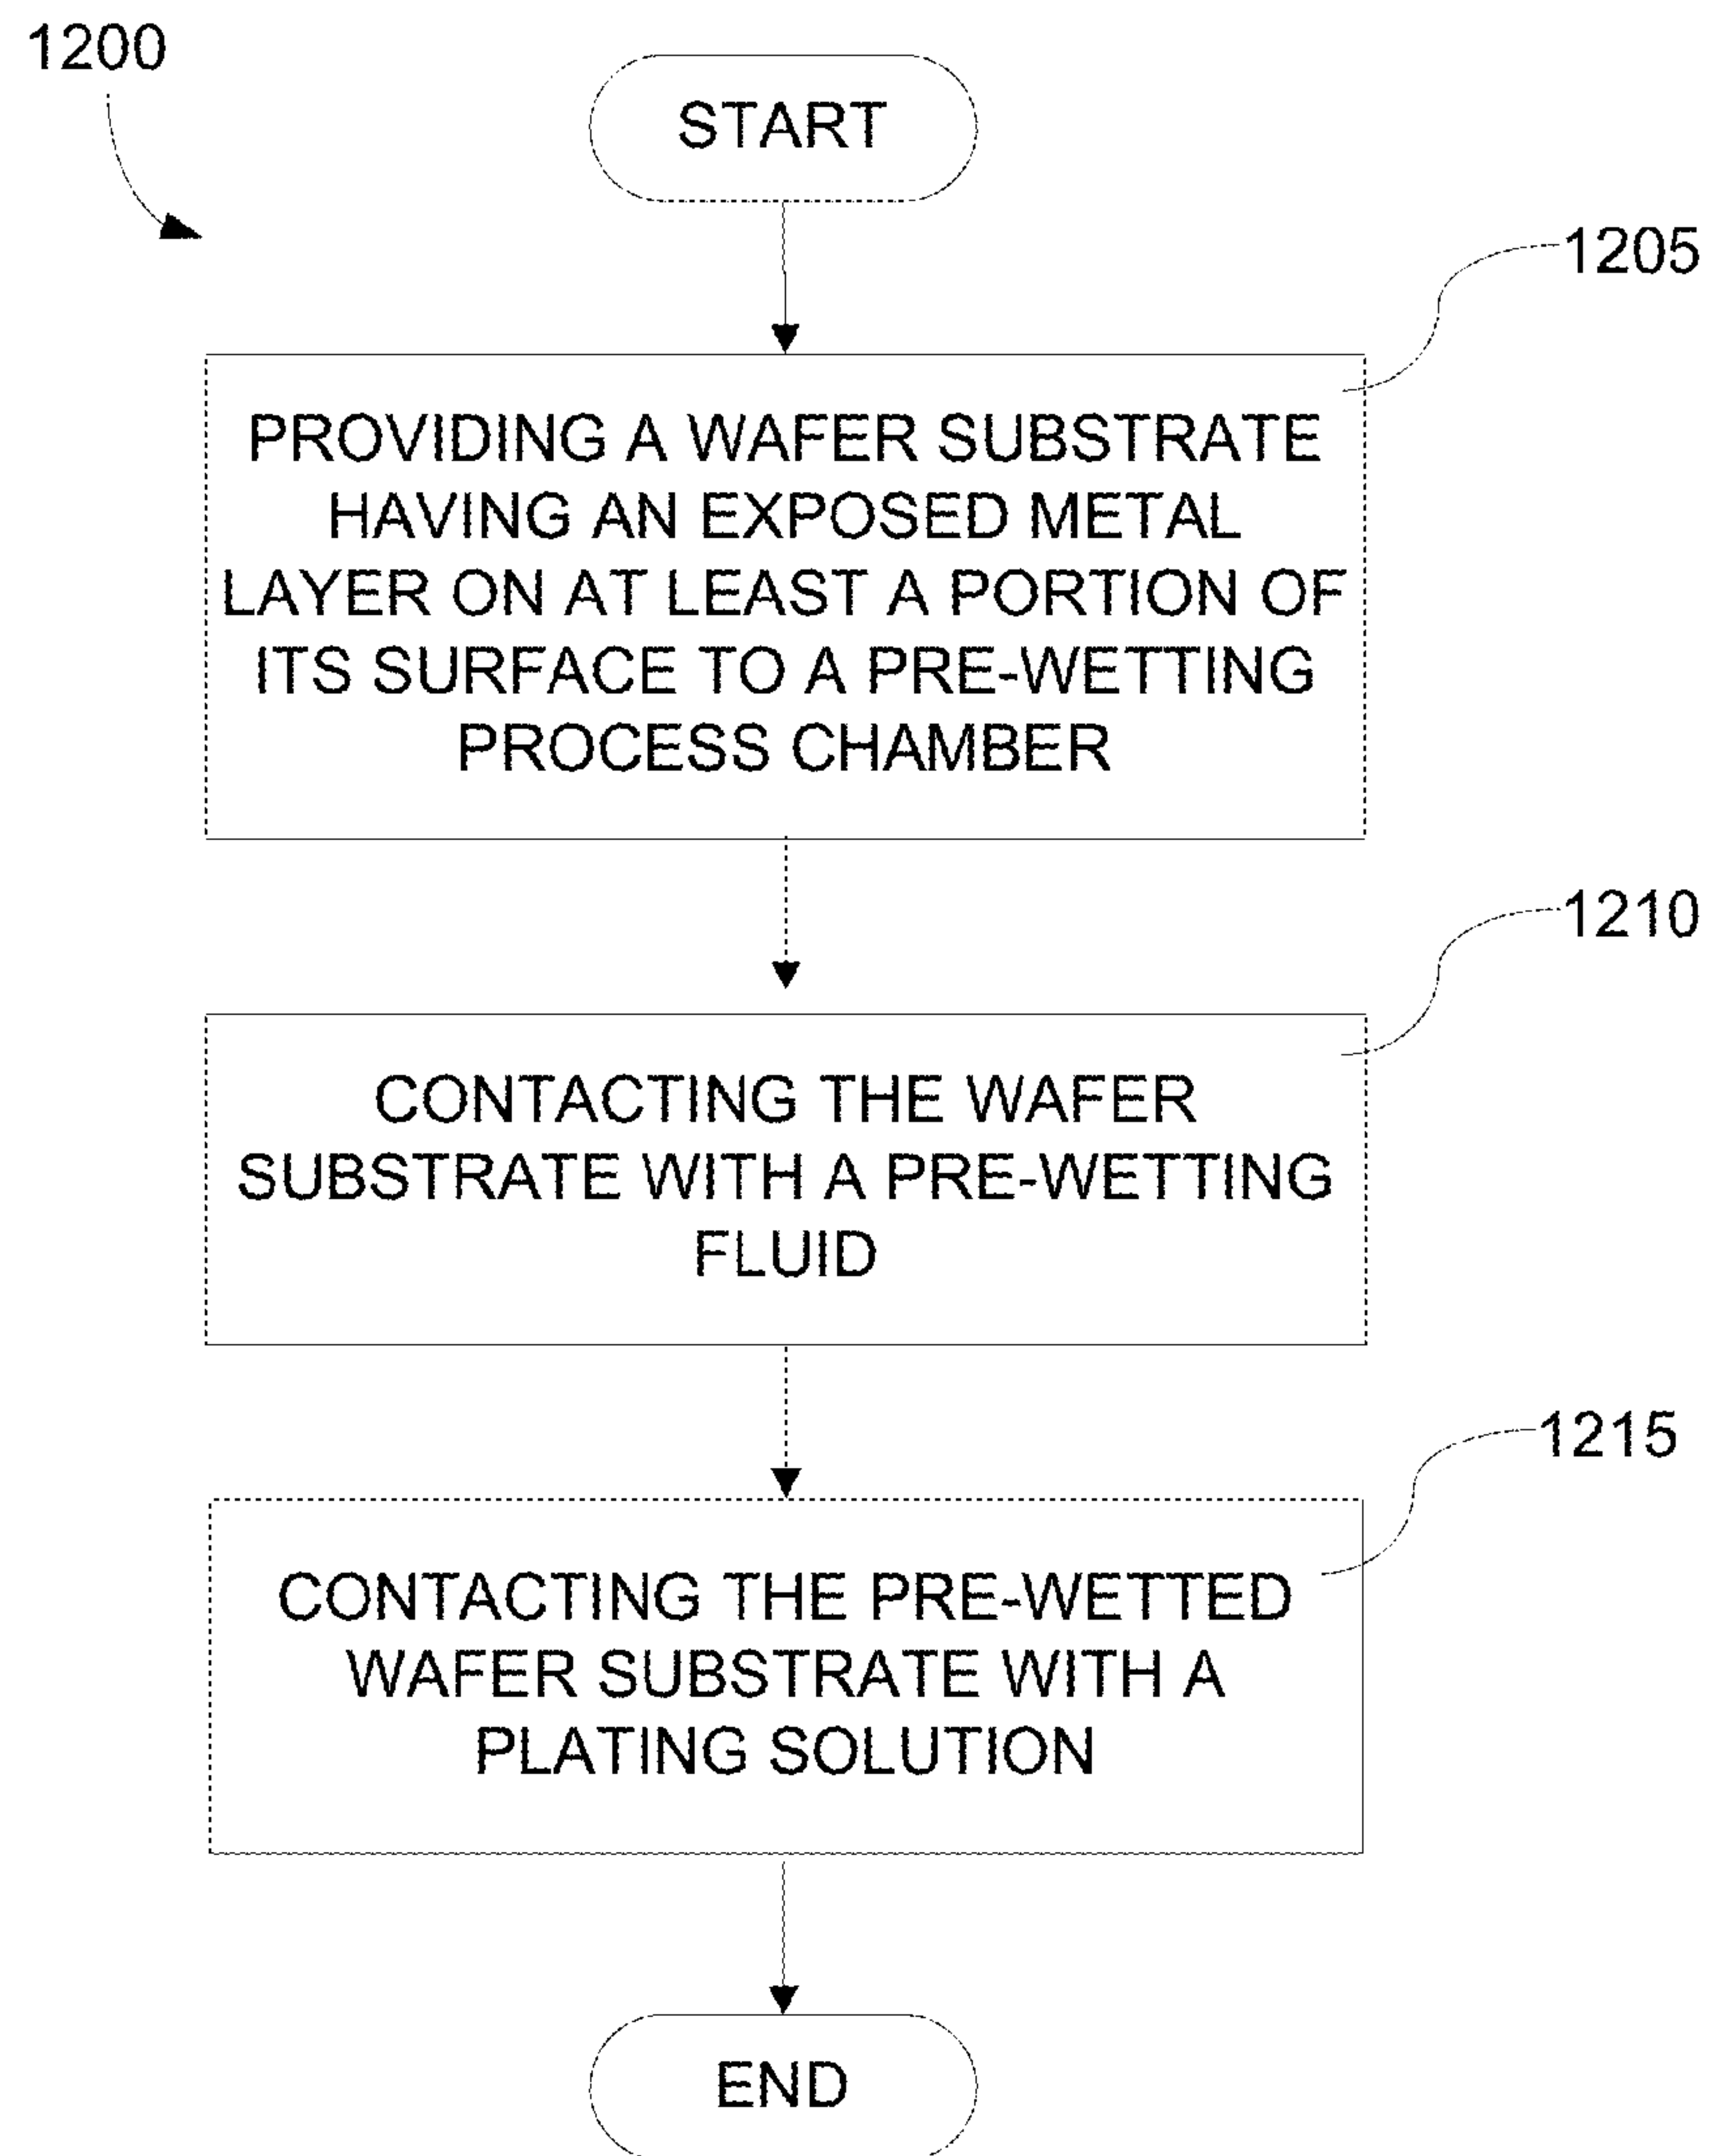 1200
START
1205
PROVIDING A WAFER SUBSTRATE
HAVING AN EXPOSED METAL
LAYER ON AT LEAST A PORTION OF
ITS SURFACE TO A PRE-WETTING
PROCESS CHAMBER
1210
CONTACTING THE WAFER
SUBSTRATE WITH A PRE-WETTING
FLUID
1215
CONTACTING THE PRE-WETTED
WAFER SUBSTRATE WITH A
PLATING SOLUTION
END